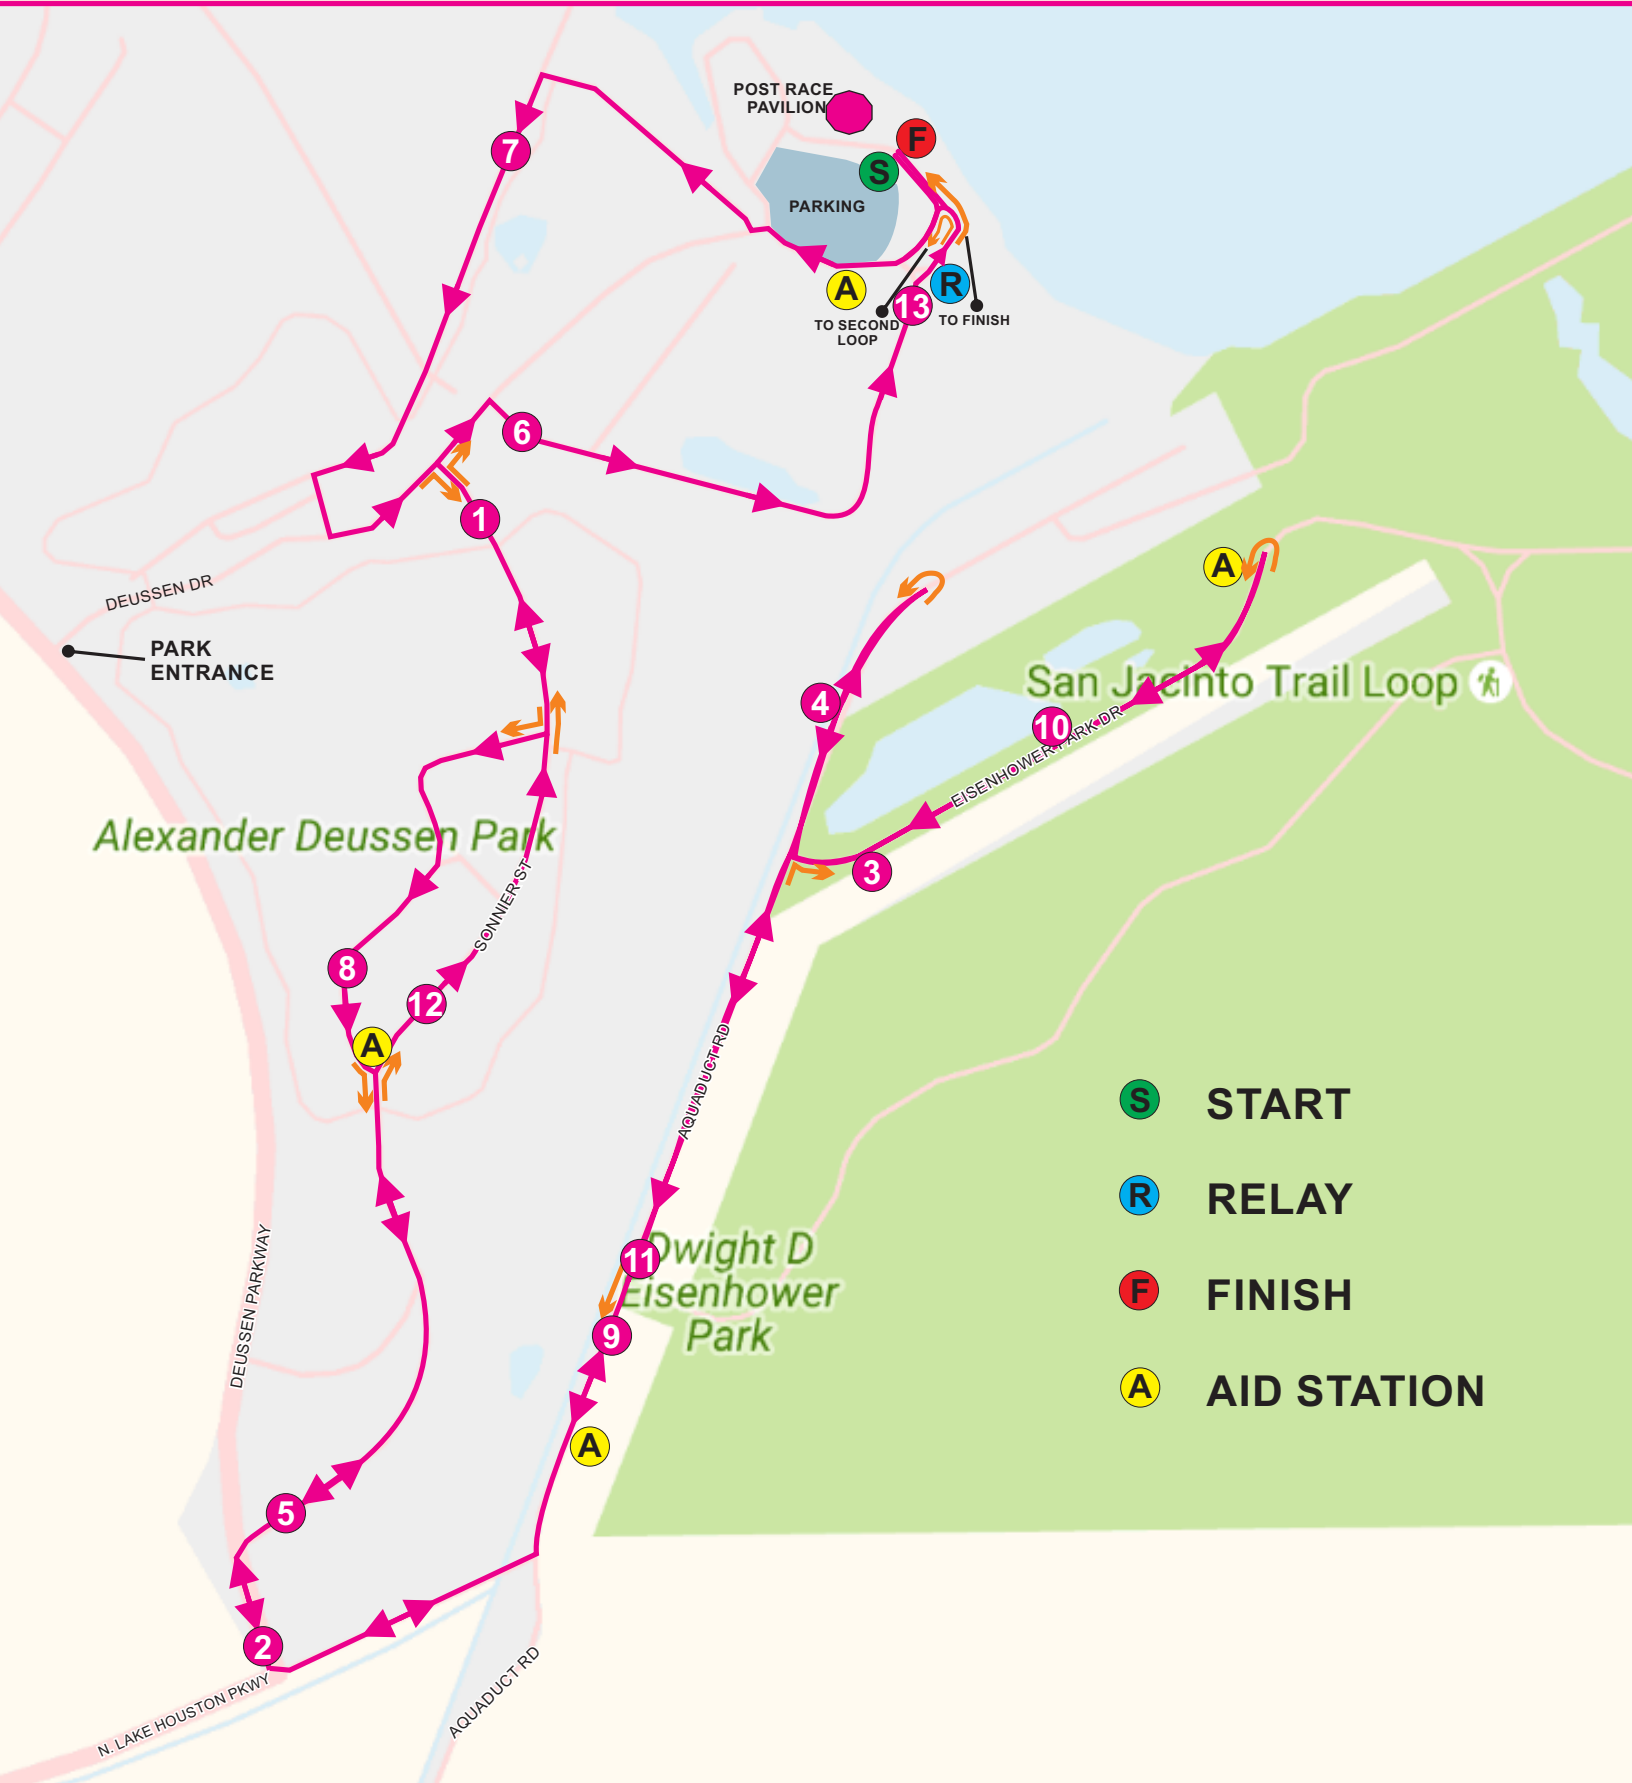 POST RACE
PAVILION
F
S
7
PARKING
A
R
13
TO SECOND
LOOP
TO FINISH
6
1
A
DEUSSEN DR
PARK
ENTRANCE
San Jacinto Trail Loop
4
10
EISENHOWER PARK DR
Alexander Deussen Park
3
SONNIER ST
8
12
A
AQUADUCT RD
S START
R RELAY
DEUSSEN PARKWAY
11
Dwight D
Eisenhower
Park
9
F FINISH
A AID STATION
A
5
2
N. LAKE HOUSTON PKWY
AQUADUCT RD